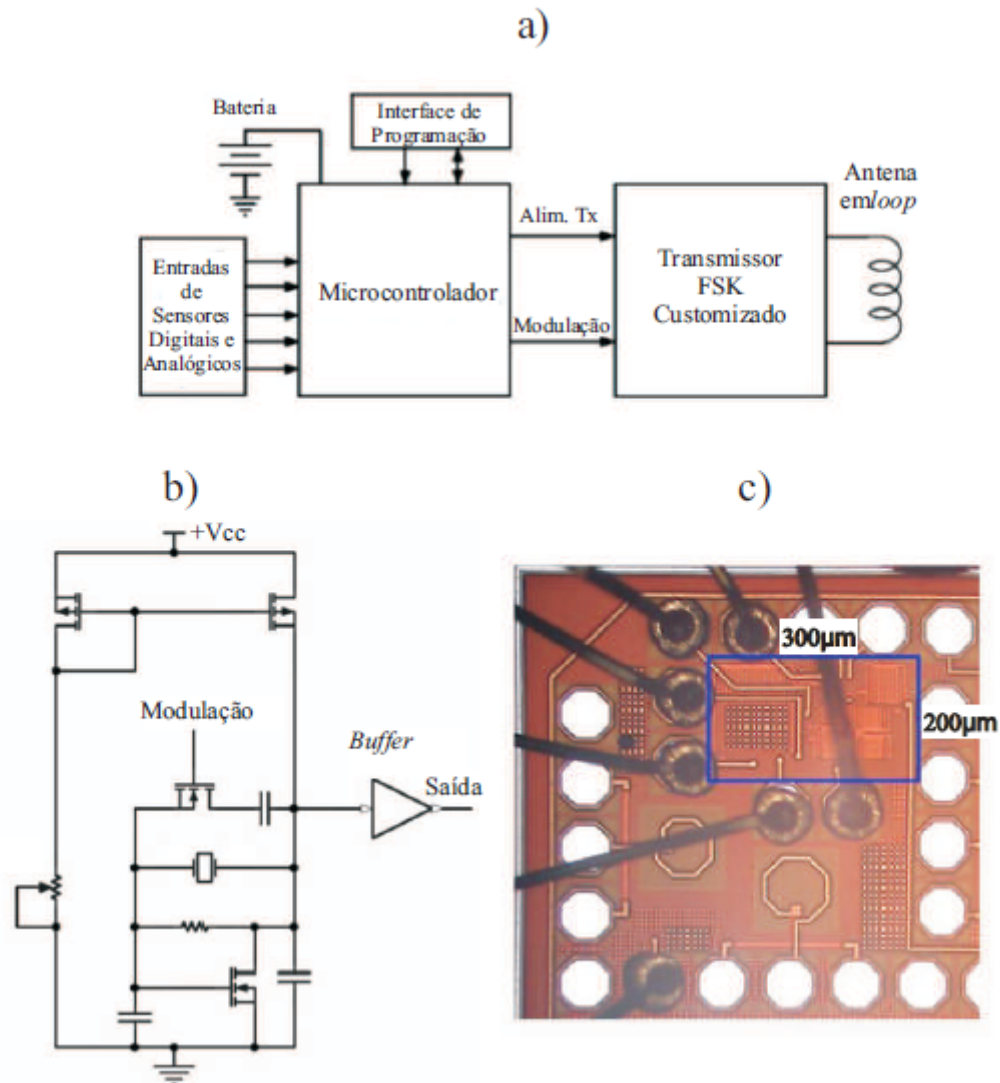 a)
Bateria
Interface de
Programação
Antena
emloop
Alim. Tx
Entradas
de
Sensores
Digitais e
Analógicos
Microcontrolador
Transmissor
FSK
Customizado
Modulação
b)
c)
+Vcc
Modulação
Buffer
Saída
300µm
200µm